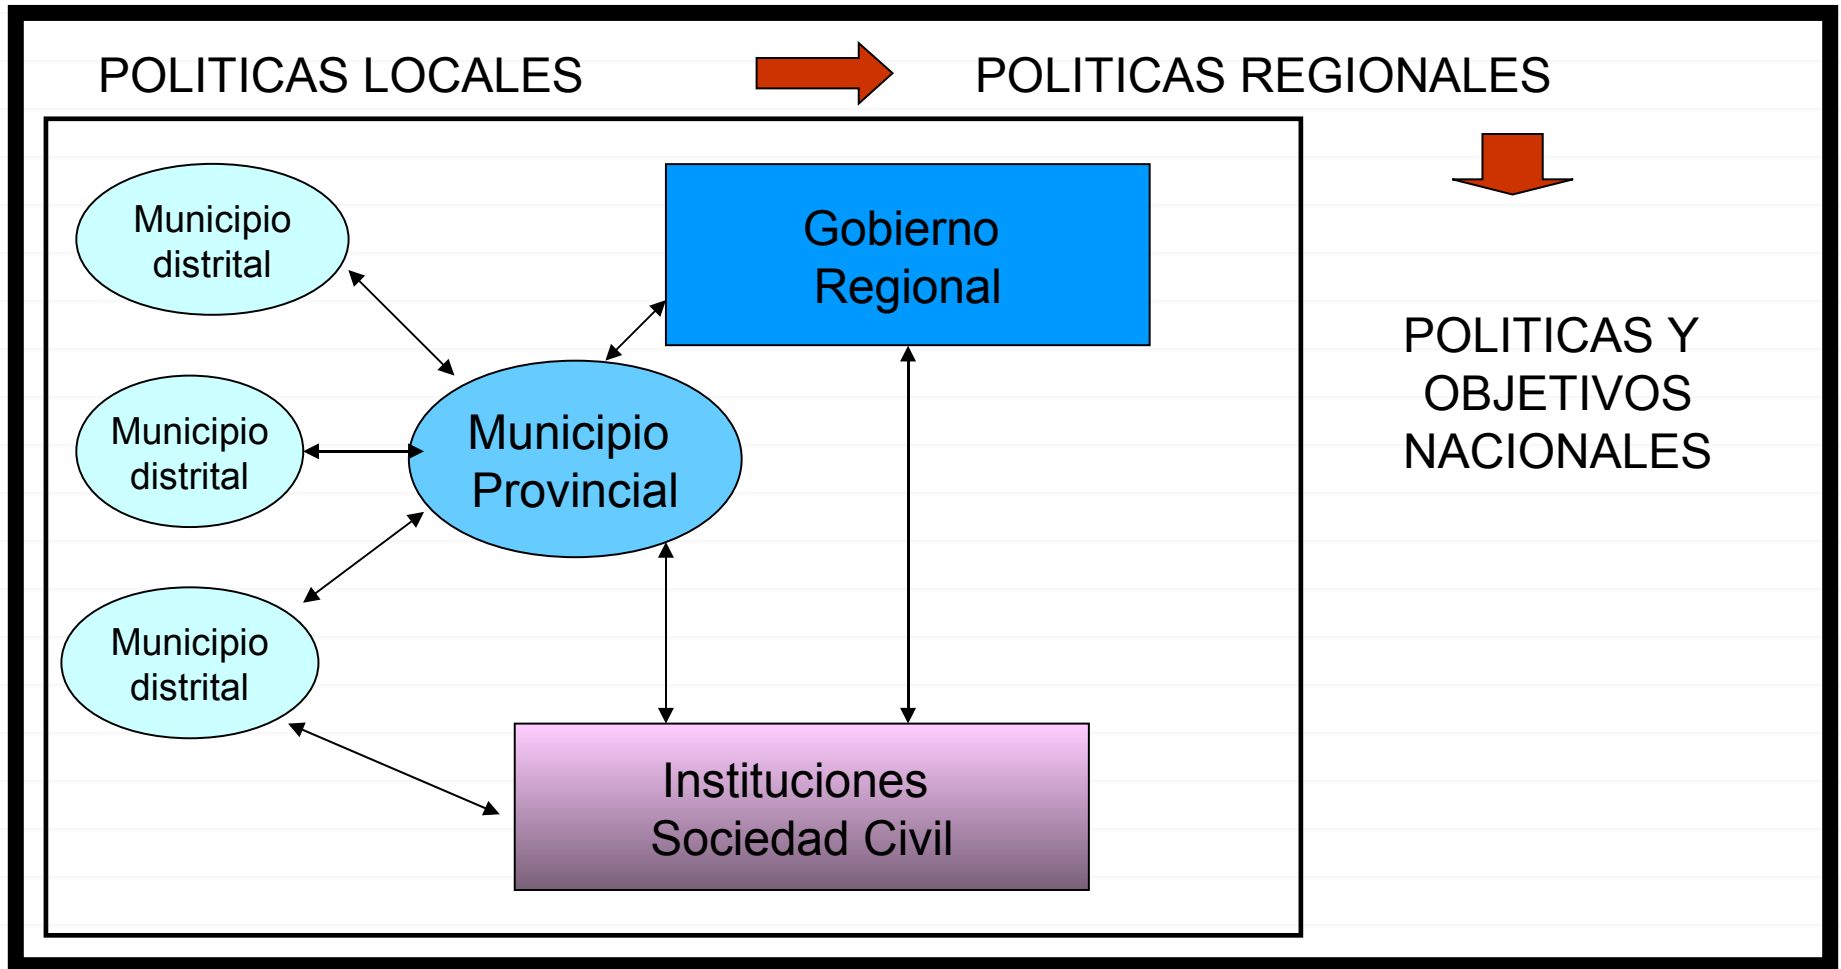 POLITICAS LOCALES
POLITICAS REGIONALES
Municipio
distrital
Gobierno
Regional
POLITICAS Y
OBJETIVOS
NACIONALES
Municipio
distrital
Municipio
Provincial
Municipio
distrital
Instituciones
Sociedad Civil